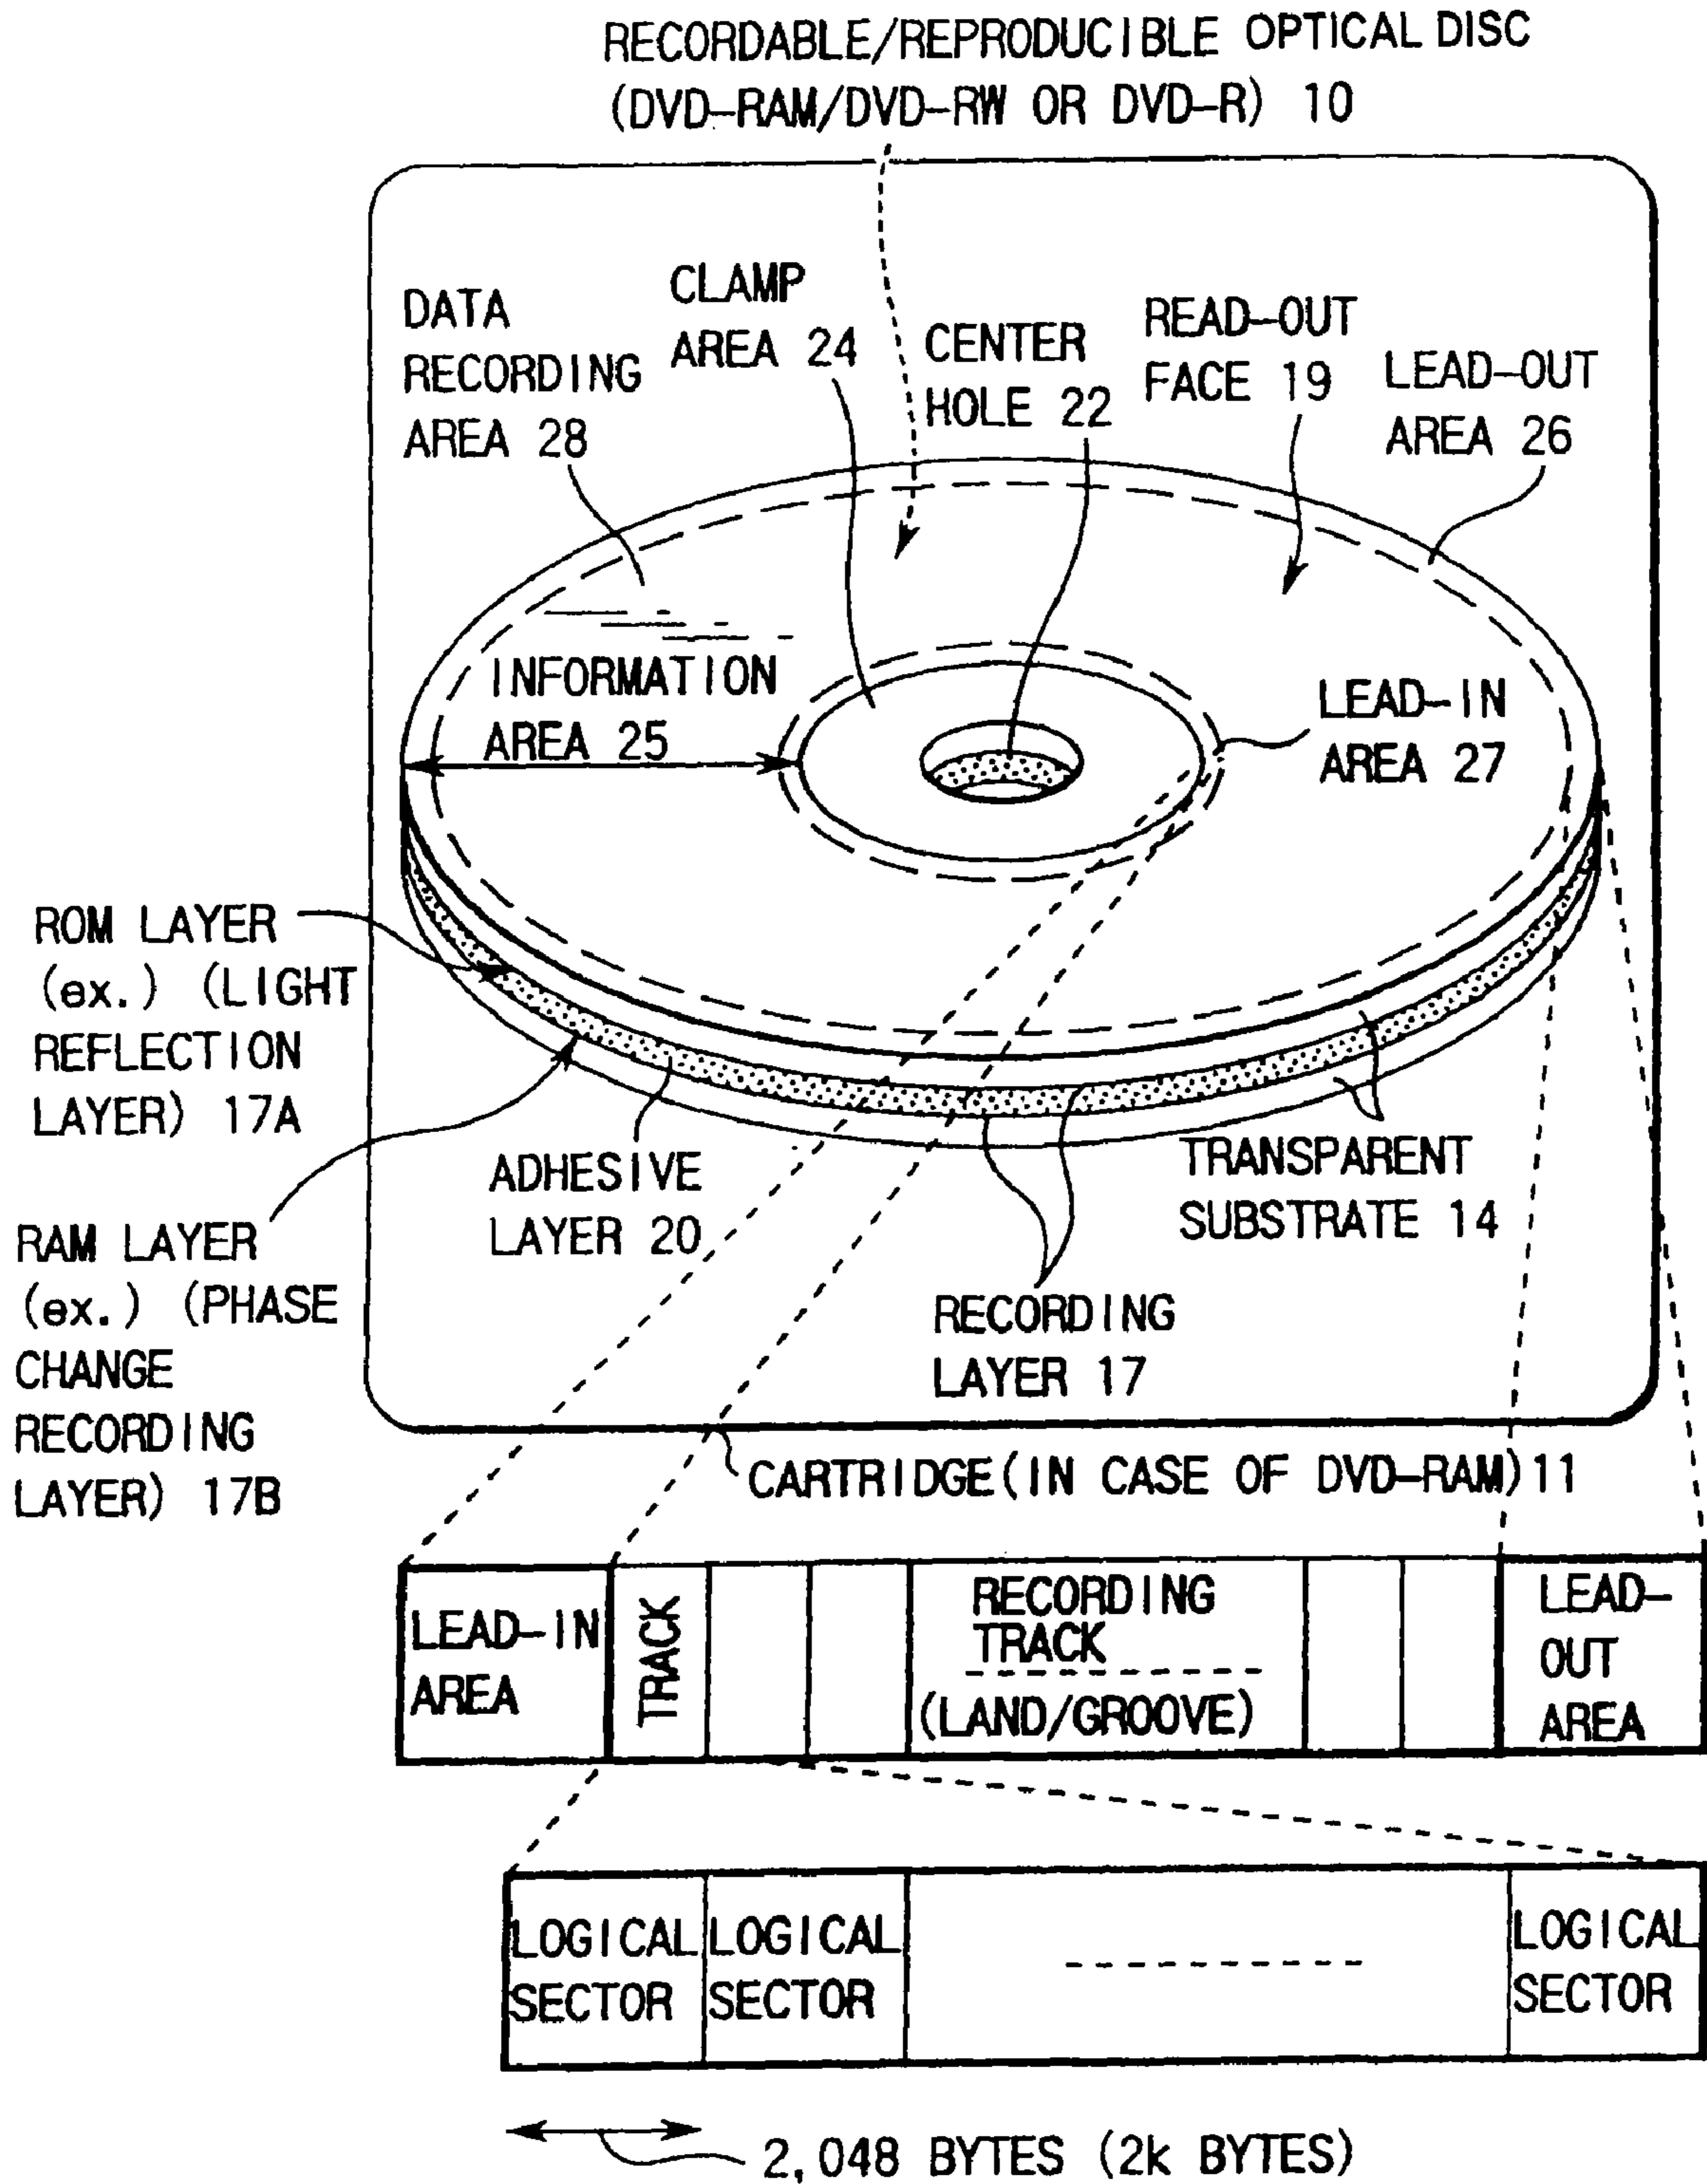 RECORDABLE/REPRODUCIBLE OPTICAL DISC
(DVD-RAM/DVD-RW OR DVD-R) 10
DATA
RECORDING
AREA 28
CLAMP
AREA 24
CENTER
HOLE 22
READ-OUT
FACE 19
LEAD-OUT
AREA 26
INFORMATION
AREA 25
LEAD-IN
AREA 27
ROM LAYER
(ex.) (LIGHT
REFLECTION
LAYER) 17A
RAM LAYER
(ex.) (PHASE
CHANGE
RECORDING
LAYER) 17B
ADHESIVE
LAYER 20
TRANSPARENT
SUBSTRATE 14
RECORDING
LAYER 17
CARTRIDGE(IN CASE OF DVD-RAM)11
LEAD-IN
AREA
TRACK
RECORDING
TRACK
(LAND/GROOVE)
LEAD-
OUT
AREA
LOGICAL
SECTOR
LOGICAL
SECTOR
LOGICAL
SECTOR
2,048 BYTES (2k BYTES)